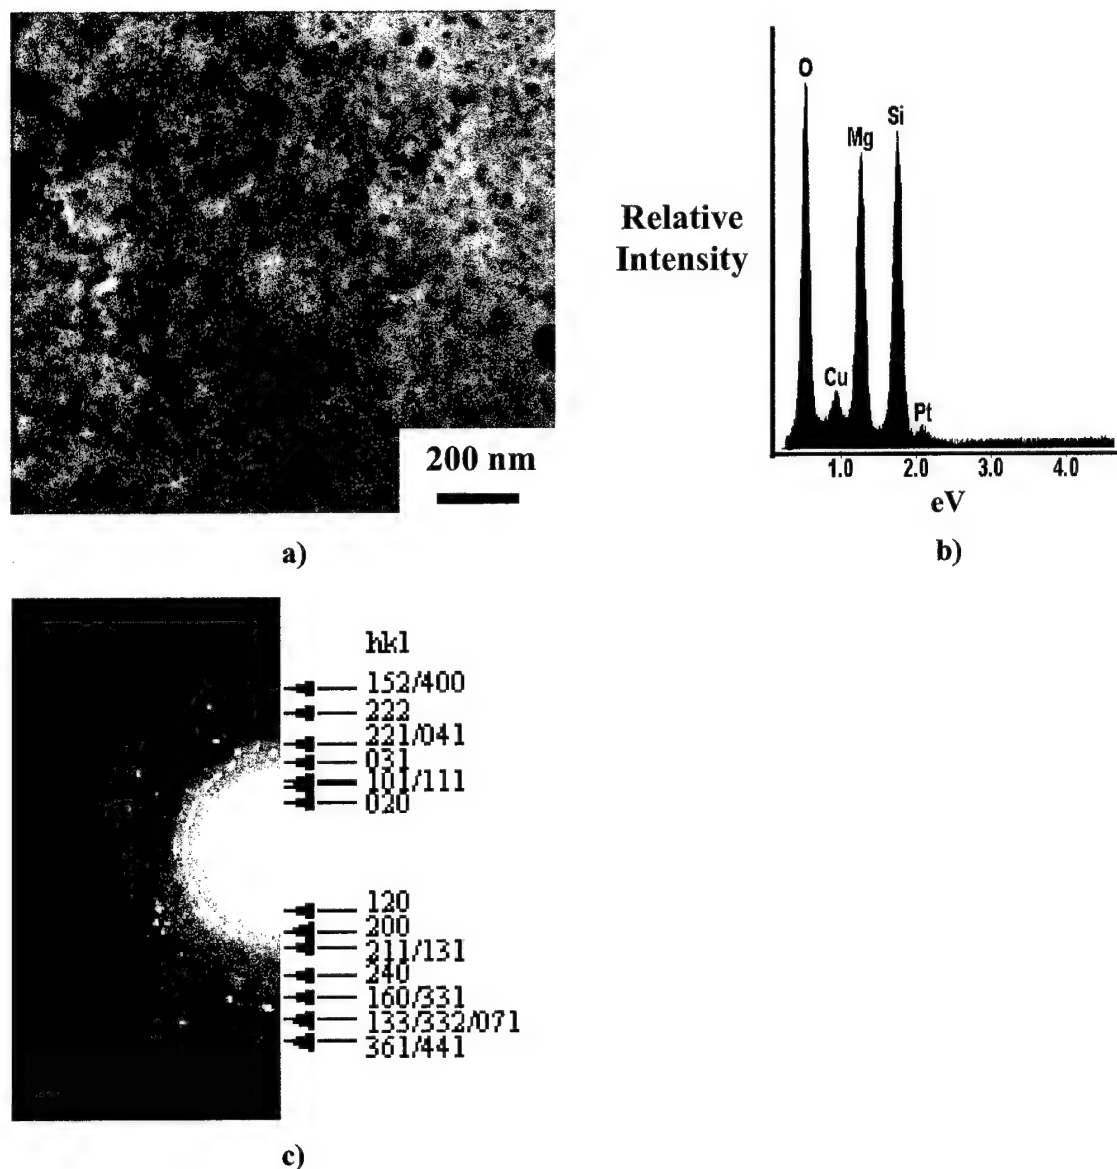 200 nm
a)
Relative
Intensity
O
Mg
Si
Cu
Pt
1.0 2.0 3.0 4.0
eV
b)
hkl
152/400
222
221/041
031
101/111
020
120
200
211/131
240
160/331
133/332/071
361/441
c)